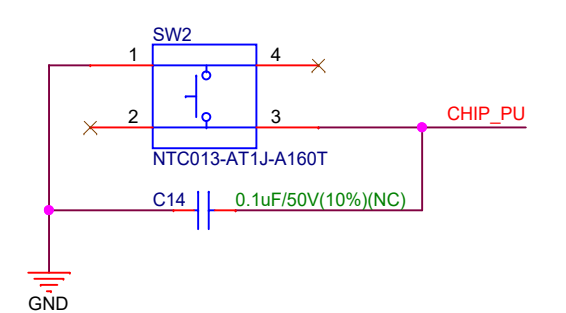 SW2
1
4
2
3
CHIP_PU
NTC013-AT1J-A160T
C14
0.1uF/50V(10%)(NC)
GND